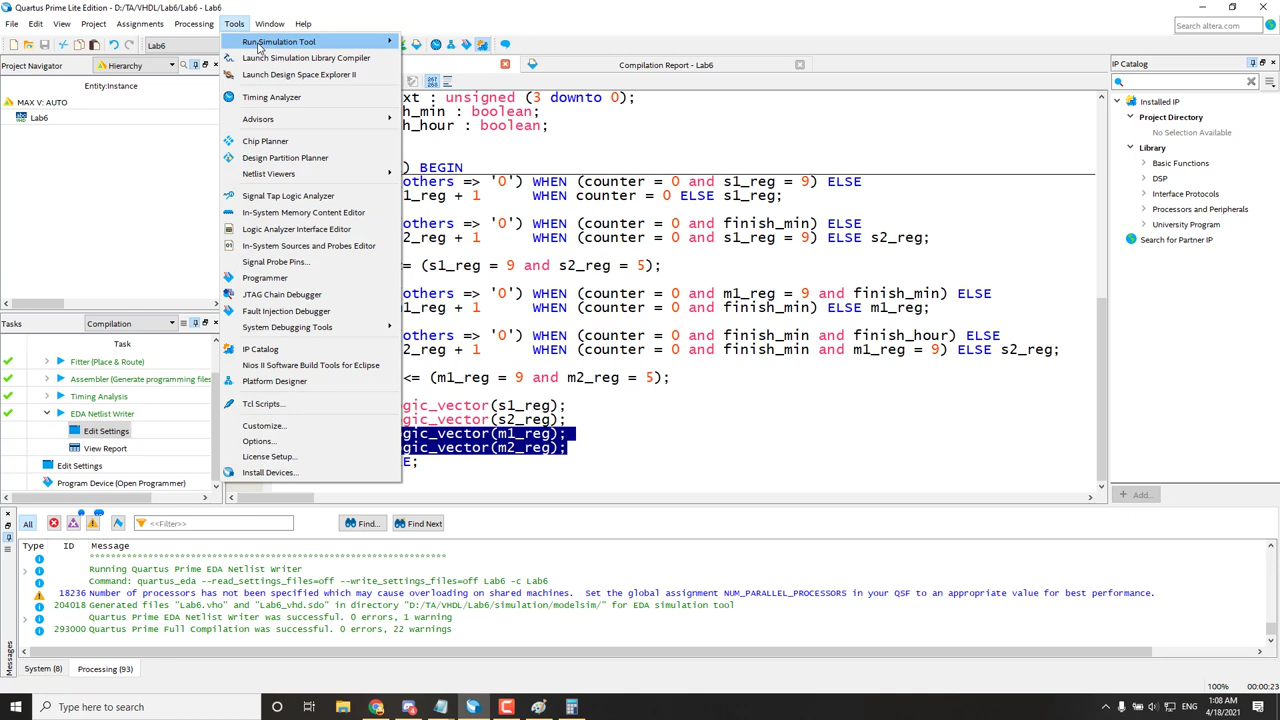 Quartus Prime Lite Edition - D:/TA/VHDL/Lab6/Lab6 - Lab6
File Edit View Project Assignments Processing Tools Window Help
Search altera.com
Lab6
Project Navigator Hierarchy
Entity:Instance
MAX V: AUTO
Lab6
Tasks Compilation
Task
Fitter (Place & Route)
Assembler (Generate programming files
Timing Analysis
EDA Netlist Writer
Edit Settings
View Report
Edit Settings
Program Device (Open Programmer)
Run Simulation Tool
Launch Simulation Library Compiler
Launch Design Space Explorer II
Timing Analyzer
Advisors
Chip Planner
Design Partition Planner
Netlist Viewers
Signal Tap Logic Analyzer
In-System Memory Content Editor
Logic Analyzer Interface Editor
In-System Sources and Probes Editor
Signal Probe Pins...
Programmer
JTAG Chain Debugger
Fault Injection Debugger
System Debugging Tools
IP Catalog
Nios II Software Build Tools for Eclipse
Platform Designer
Tcl Scripts...
Customize...
Options...
License Setup...
Install Devices...
Compilation Report - Lab6
267
268
xt : unsigned (3 downto 0);
h_min : boolean;
h_hour : boolean;
) BEGIN
others => '0') WHEN (counter = 0 and s1_reg = 9) ELSE
1_reg + 1 WHEN counter = 0 ELSE s1_reg;
others => '0') WHEN (counter = 0 and finish_min) ELSE
2_reg + 1 WHEN (counter = 0 and s1_reg = 9) ELSE s2_reg;
= (s1_reg = 9 and s2_reg = 5);
others => '0') WHEN (counter = 0 and m1_reg = 9 and finish_min) ELSE
1_reg + 1 WHEN (counter = 0 and finish_min) ELSE m1_reg;
others => '0') WHEN (counter = 0 and finish_min and finish_hour) ELSE
2_reg + 1 WHEN (counter = 0 and finish_min and m1_reg = 9) ELSE s2_reg;
<= (m1_reg = 9 and m2_reg = 5);
gic_vector(s1_reg);
gic_vector(s2_reg);
gic_vector(m1_reg);
gic_vector(m2_reg);
E;
IP Catalog
Installed IP
Project Directory
No Selection Available
Library
Basic Functions
DSP
Interface Protocols
Processors and Peripherals
University Program
Search for Partner IP
Add...
All <<Filter>> Find... Find Next
Type ID Message
Running Quartus Prime EDA Netlist Writer
Command: quartus_eda --read_settings_files=off --write_settings_files=off Lab6 -c Lab6
18236 Number of processors has not been specified which may cause overloading on shared machines. Set the global assignment NUM_PARALLEL_PROCESSORS in your QSF to an appropriate value for best performance.
204018 Generated files "Lab6.vho" and "Lab6_vhd.sdo" in directory "D:/TA/VHDL/Lab6/simulation/modelsim/" for EDA simulation tool
Quartus Prime EDA Netlist Writer was successful. 0 errors, 1 warning
293000 Quartus Prime Full Compilation was successful. 0 errors, 22 warnings
Messages
System (8) Processing (93)
100% 00:00:23
Type here to search
ENG
1:08 AM
4/18/2021